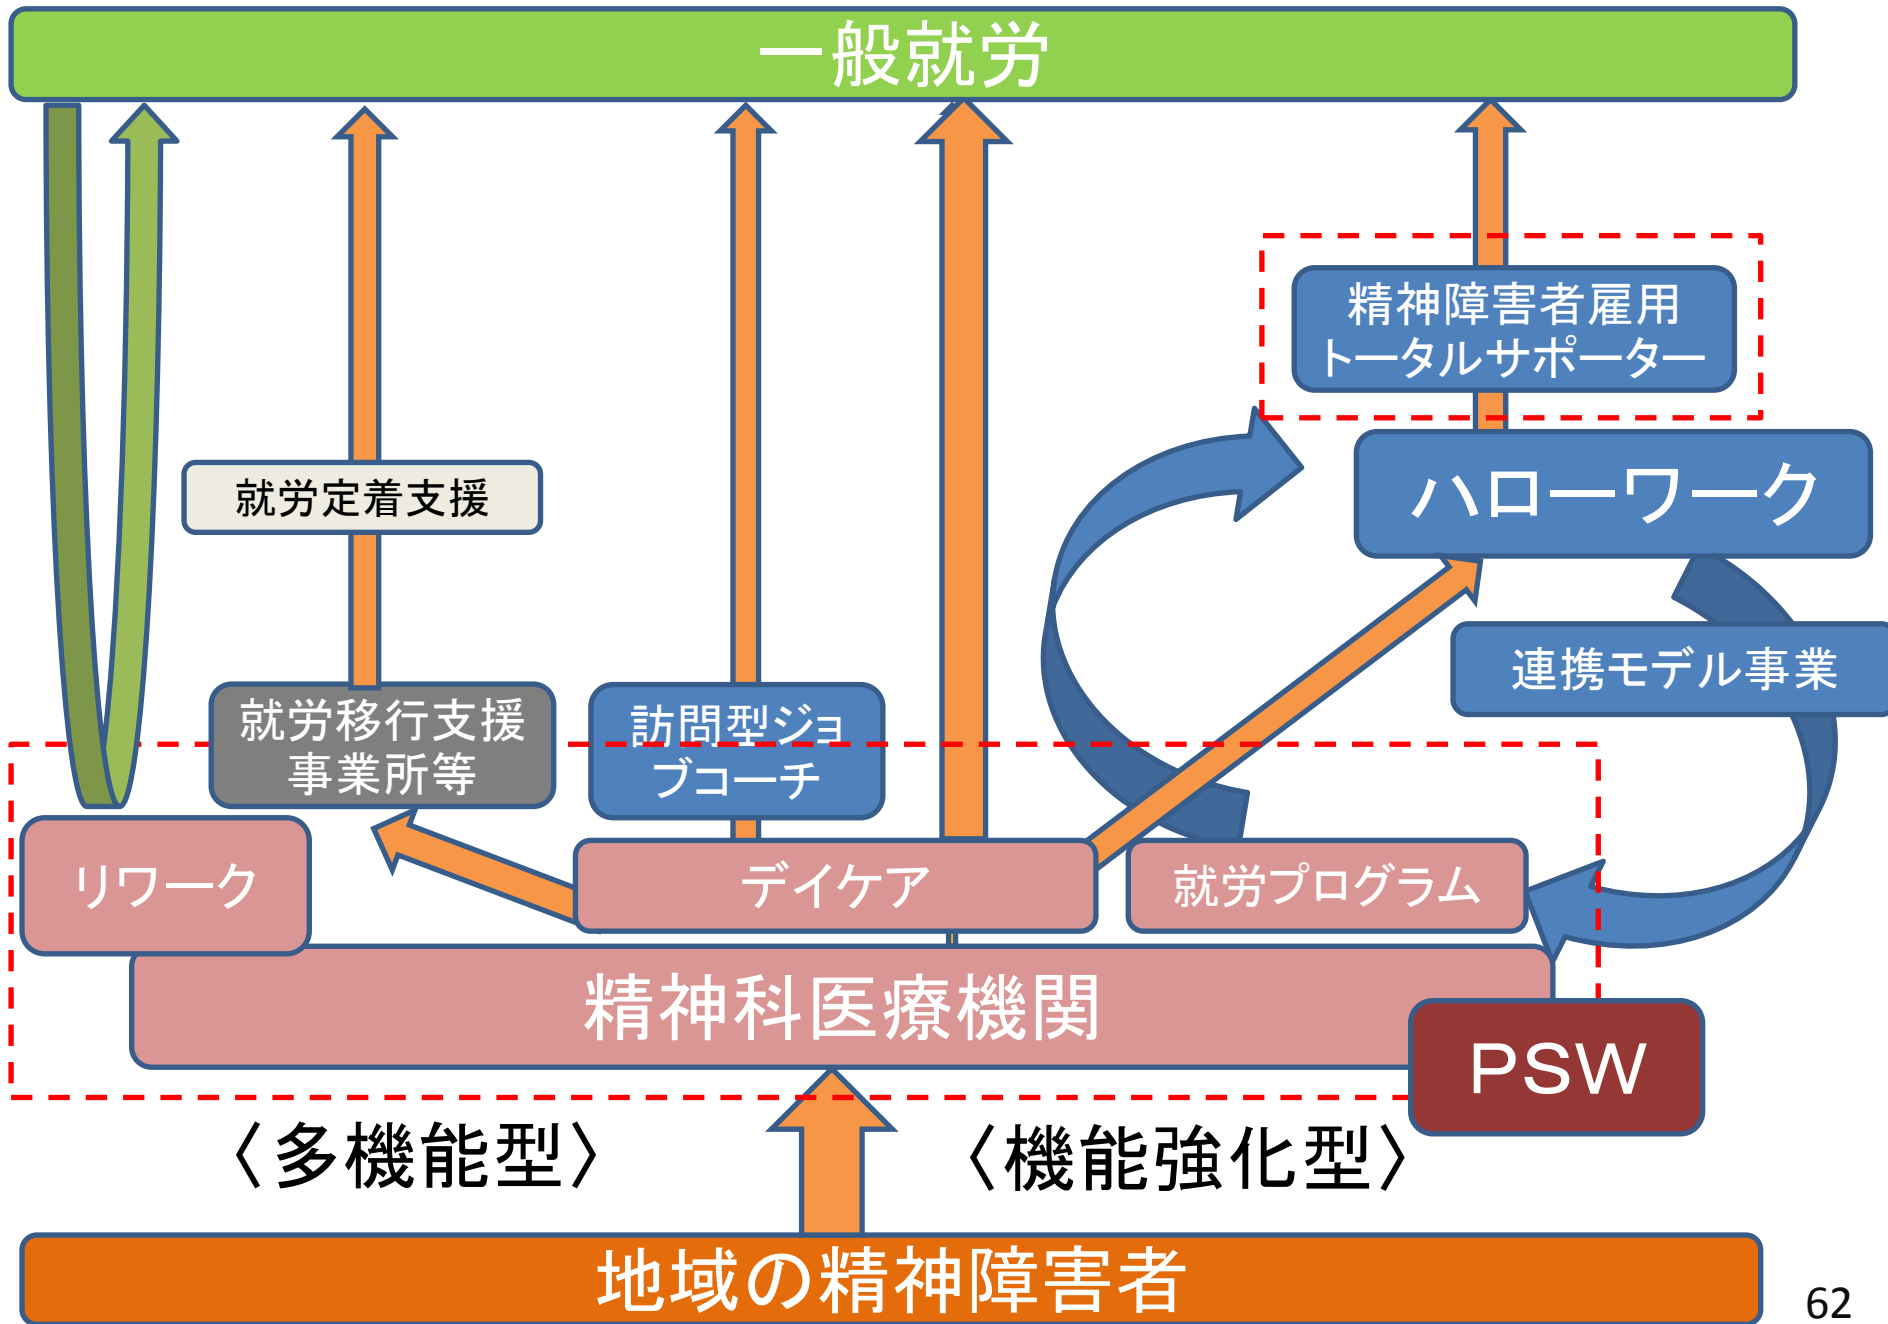 一般就労
精神障害者雇用
トータルサポーター
就労定着支援
ハローワーク
連携モデル事業
就労移行支援
事業所等
訪問型ジョ
ブコーチ
リワーク
デイケア
就労プログラム
精神科医療機関
PSW
〈多機能型〉
〈機能強化型〉
地域の精神障害者
62